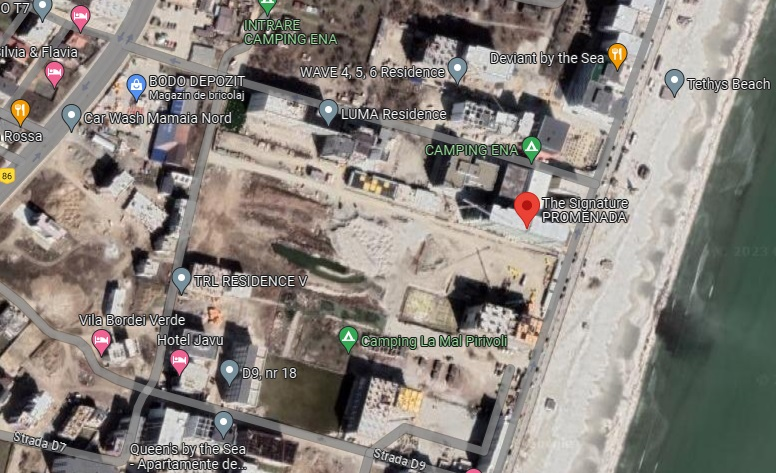 O T7
INTRARE
CAMPING ENA
ilvia & Flavia
Deviant by the Sea
WAVE 4, 5, 6 Residence
BODO DEPOZIT
Magazin de bricolaj
Tethys Beach
LUMA Residence
Car Wash Mamaia Nord
Rossa
CAMPING ENA
86
The Signature
PROMENADA
TRL RESIDENCE V
Vila Bordei Verde
Hotel Javu
Camping La Mal Pirivoli
D9, nr 18
Queen's by the Sea
- Apartamente de...
Strada D7
Strada D9